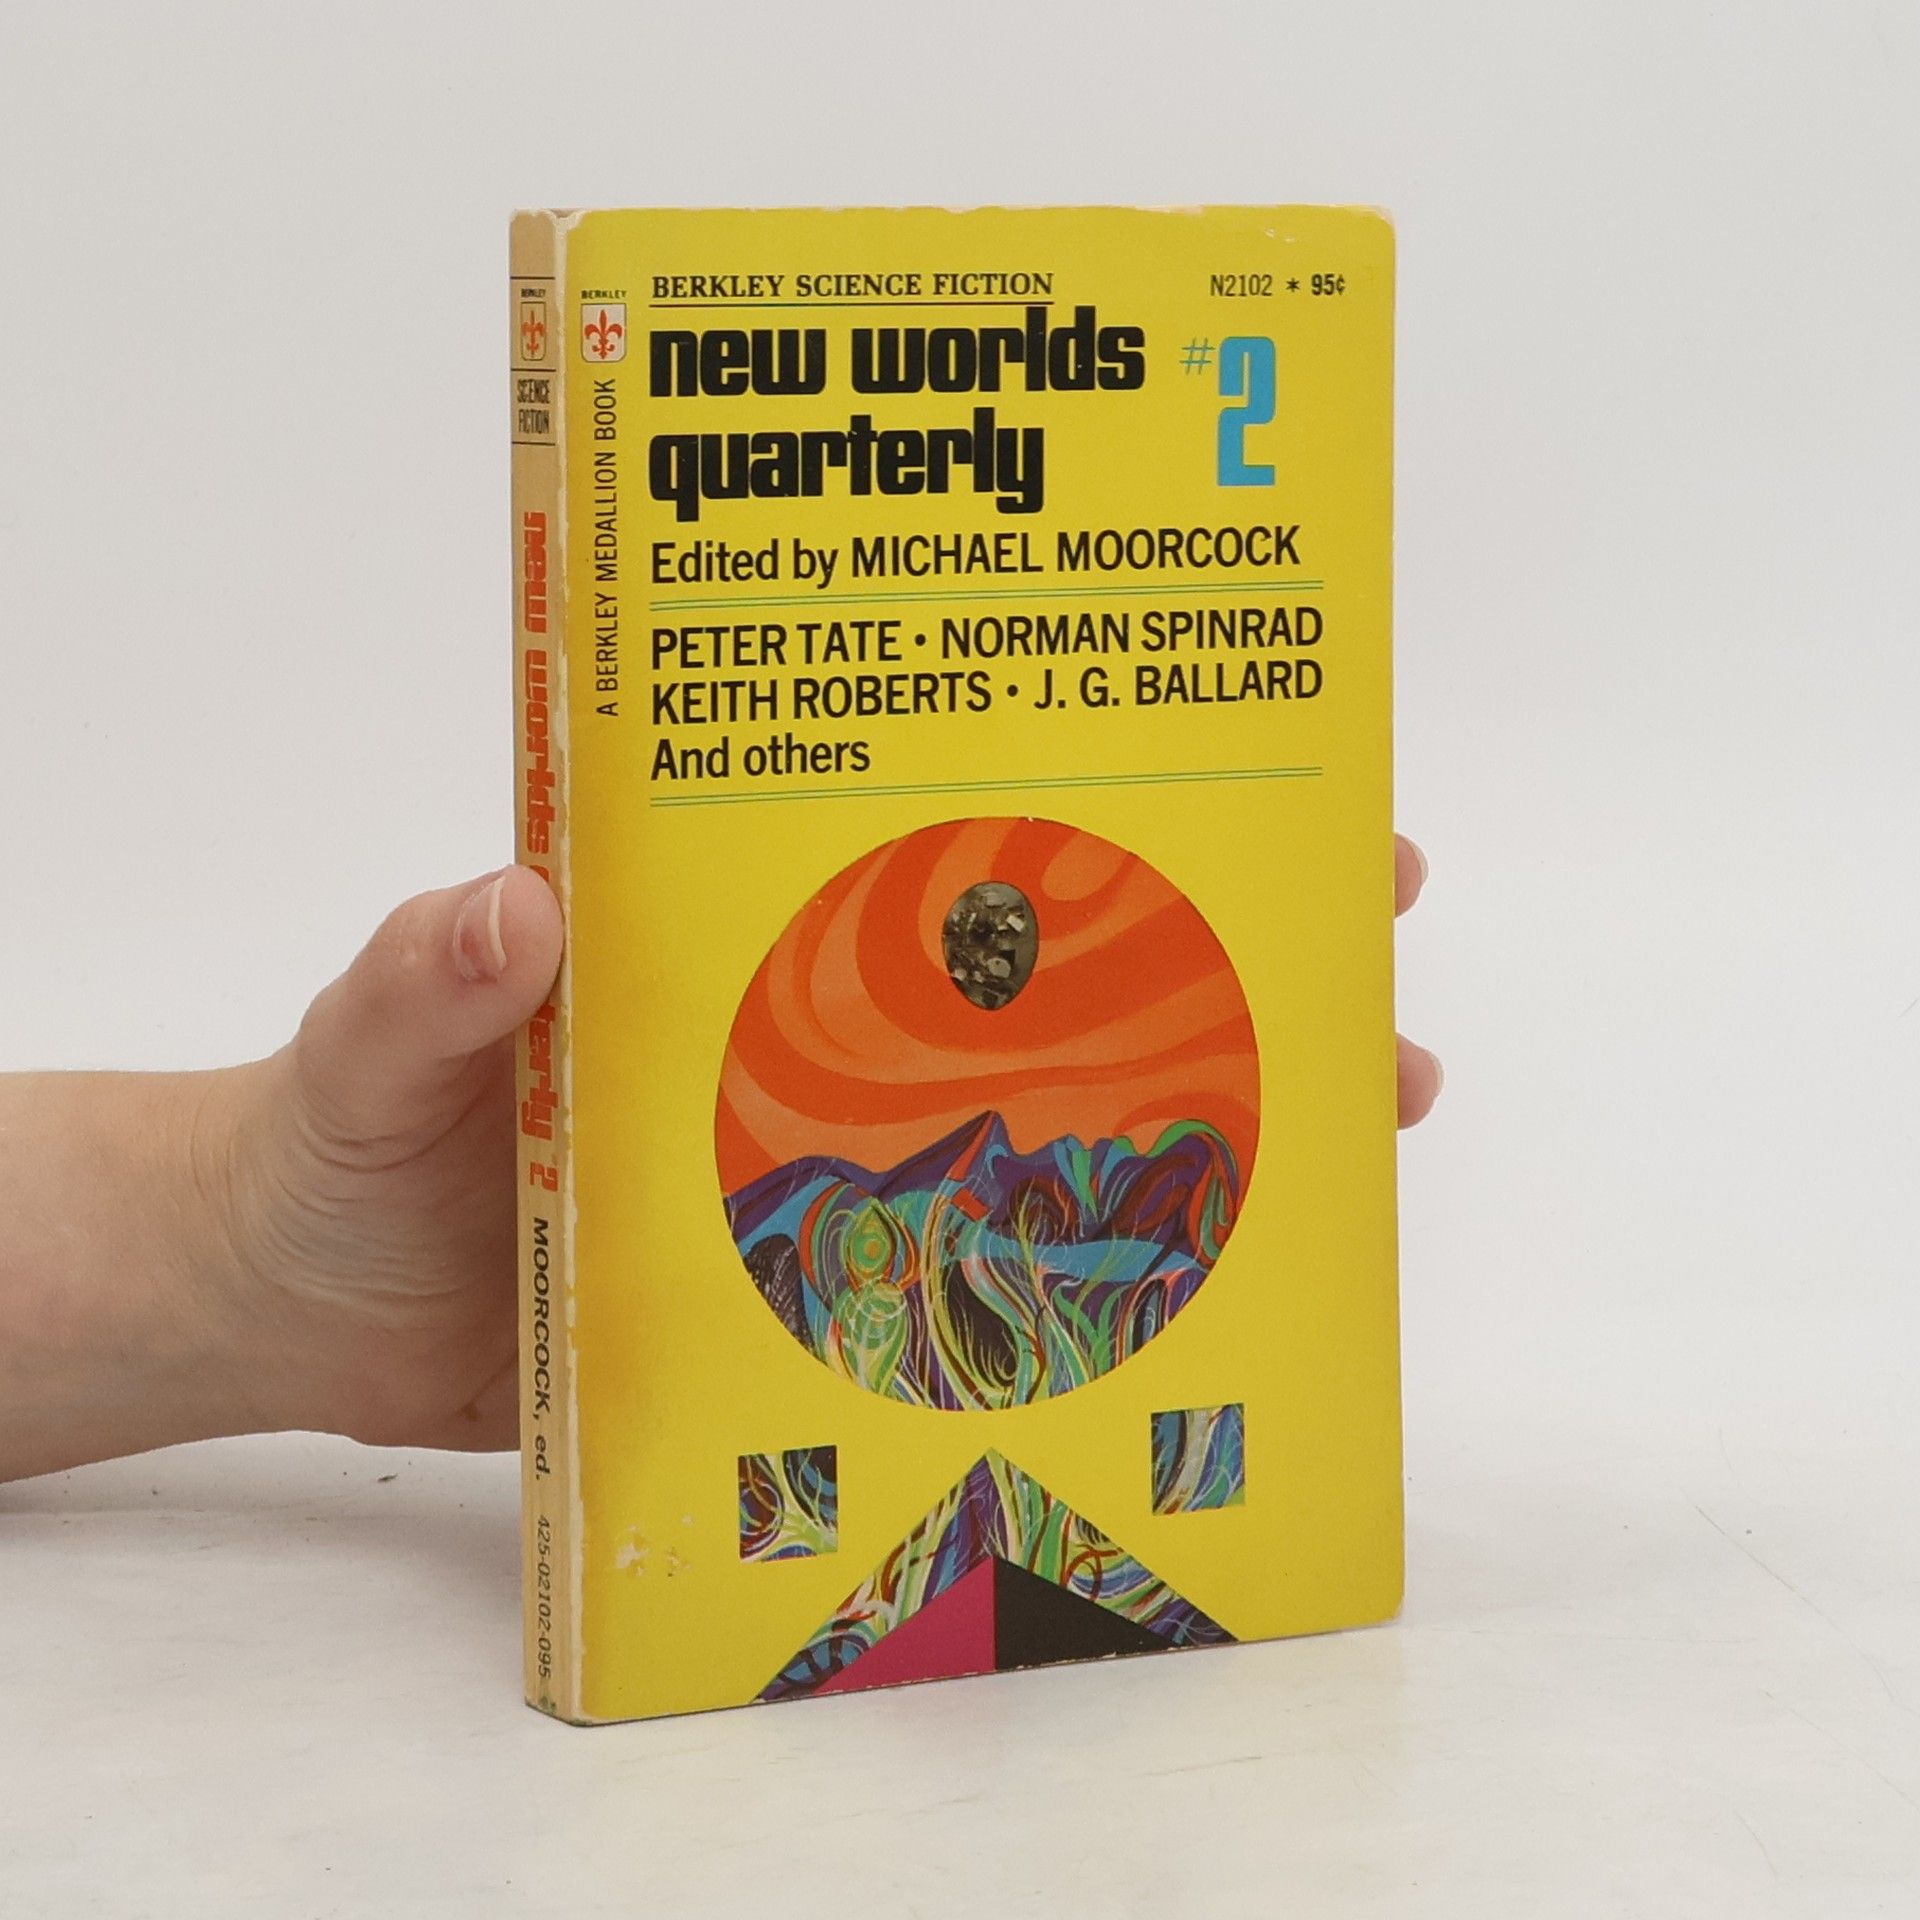 BERKLEY SCIENCE FICTION
N2102 * 95¢
new worlds
quarterly
#2
Edited by MICHAEL MOORCOCK
PETER TATE • NORMAN SPINRAD
KEITH ROBERTS • J. G. BALLARD
And others
BERKLEY
A BERKLEY MEDALLION BOOK
BERKLEY
SCIENCE
FICTION
new worlds
terly 2
MOORCOCK, ed.
425-02102-095